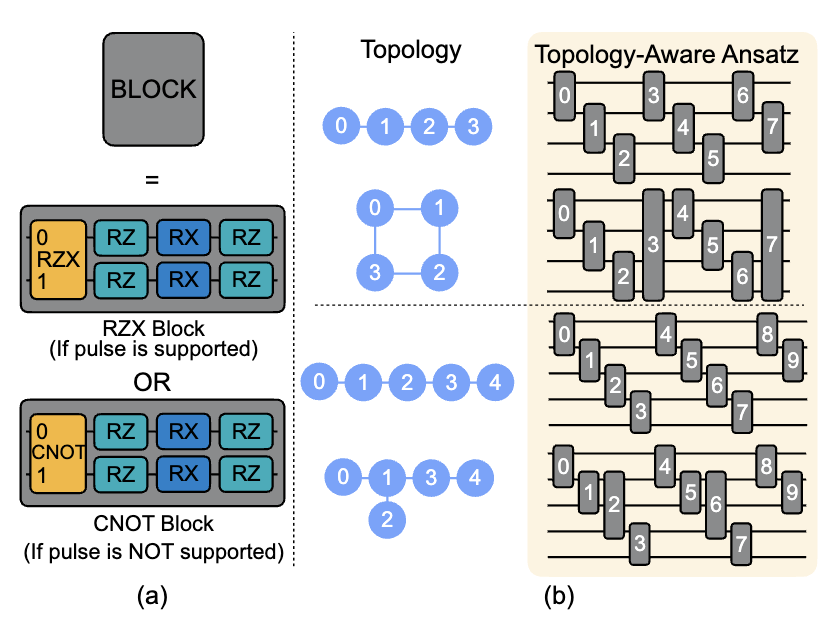 BLOCK
=
0 RZ RX RZ
RZX
1 RZ RX RZ
RZX Block
(If pulse is supported)
OR
0 RZ RX RZ
CNOT
1 RZ RX RZ
CNOT Block
(If pulse is NOT supported)
(a)
Topology
Topology-Aware Ansatz
0 1 2 3
0 3 6
1 4 7
2 5
0 1
3 2
0 4
1 3 5 7
2 6
0 1 2 3 4
0 4 8
1 5 9
2 6
3 7
0 1 3 4
2
0 4 8
1 5 9
2 6
3 7
(b)